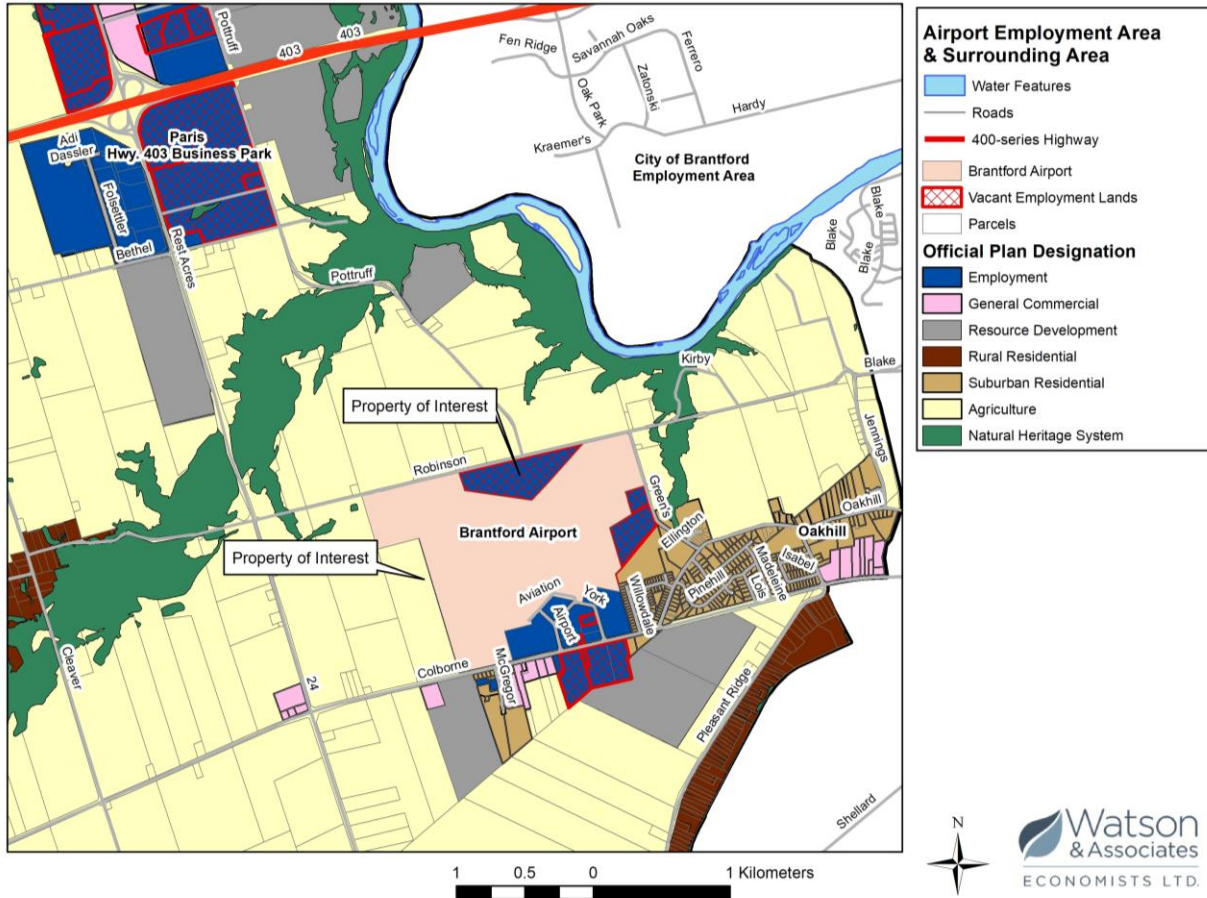 Pottruff
403
403
Fen Ridge
Savannah Oaks
Ferrero
Zatonski
Oak Park
Hardy
Kraemer's
City of Brantford
Employment Area
Adi
Dassler
Paris
Hwy. 403 Business Park
Folsettler
Bethel
Rest Acres
Pottruff
Blake
Blake
Blake
Blake
Kirby
Blake
Property of Interest
Jennings
Robinson
Green's
Ellington
Oakhill
Oakhill
Brantford Airport
Property of Interest
Isabel
Madeleine
Lois
Pinehill
Willowdale
Aviation
York
Airport
Cleaver
24
Colborne
McGregor
Pleasant Ridge
Shellard
Airport Employment Area
& Surrounding Area
Water Features
Roads
400-series Highway
Brantford Airport
Vacant Employment Lands
Parcels
Official Plan Designation
Employment
General Commercial
Resource Development
Rural Residential
Suburban Residential
Agriculture
Natural Heritage System
1 0.5 0 1 Kilometers
N
Watson
& Associates
ECONOMISTS LTD.